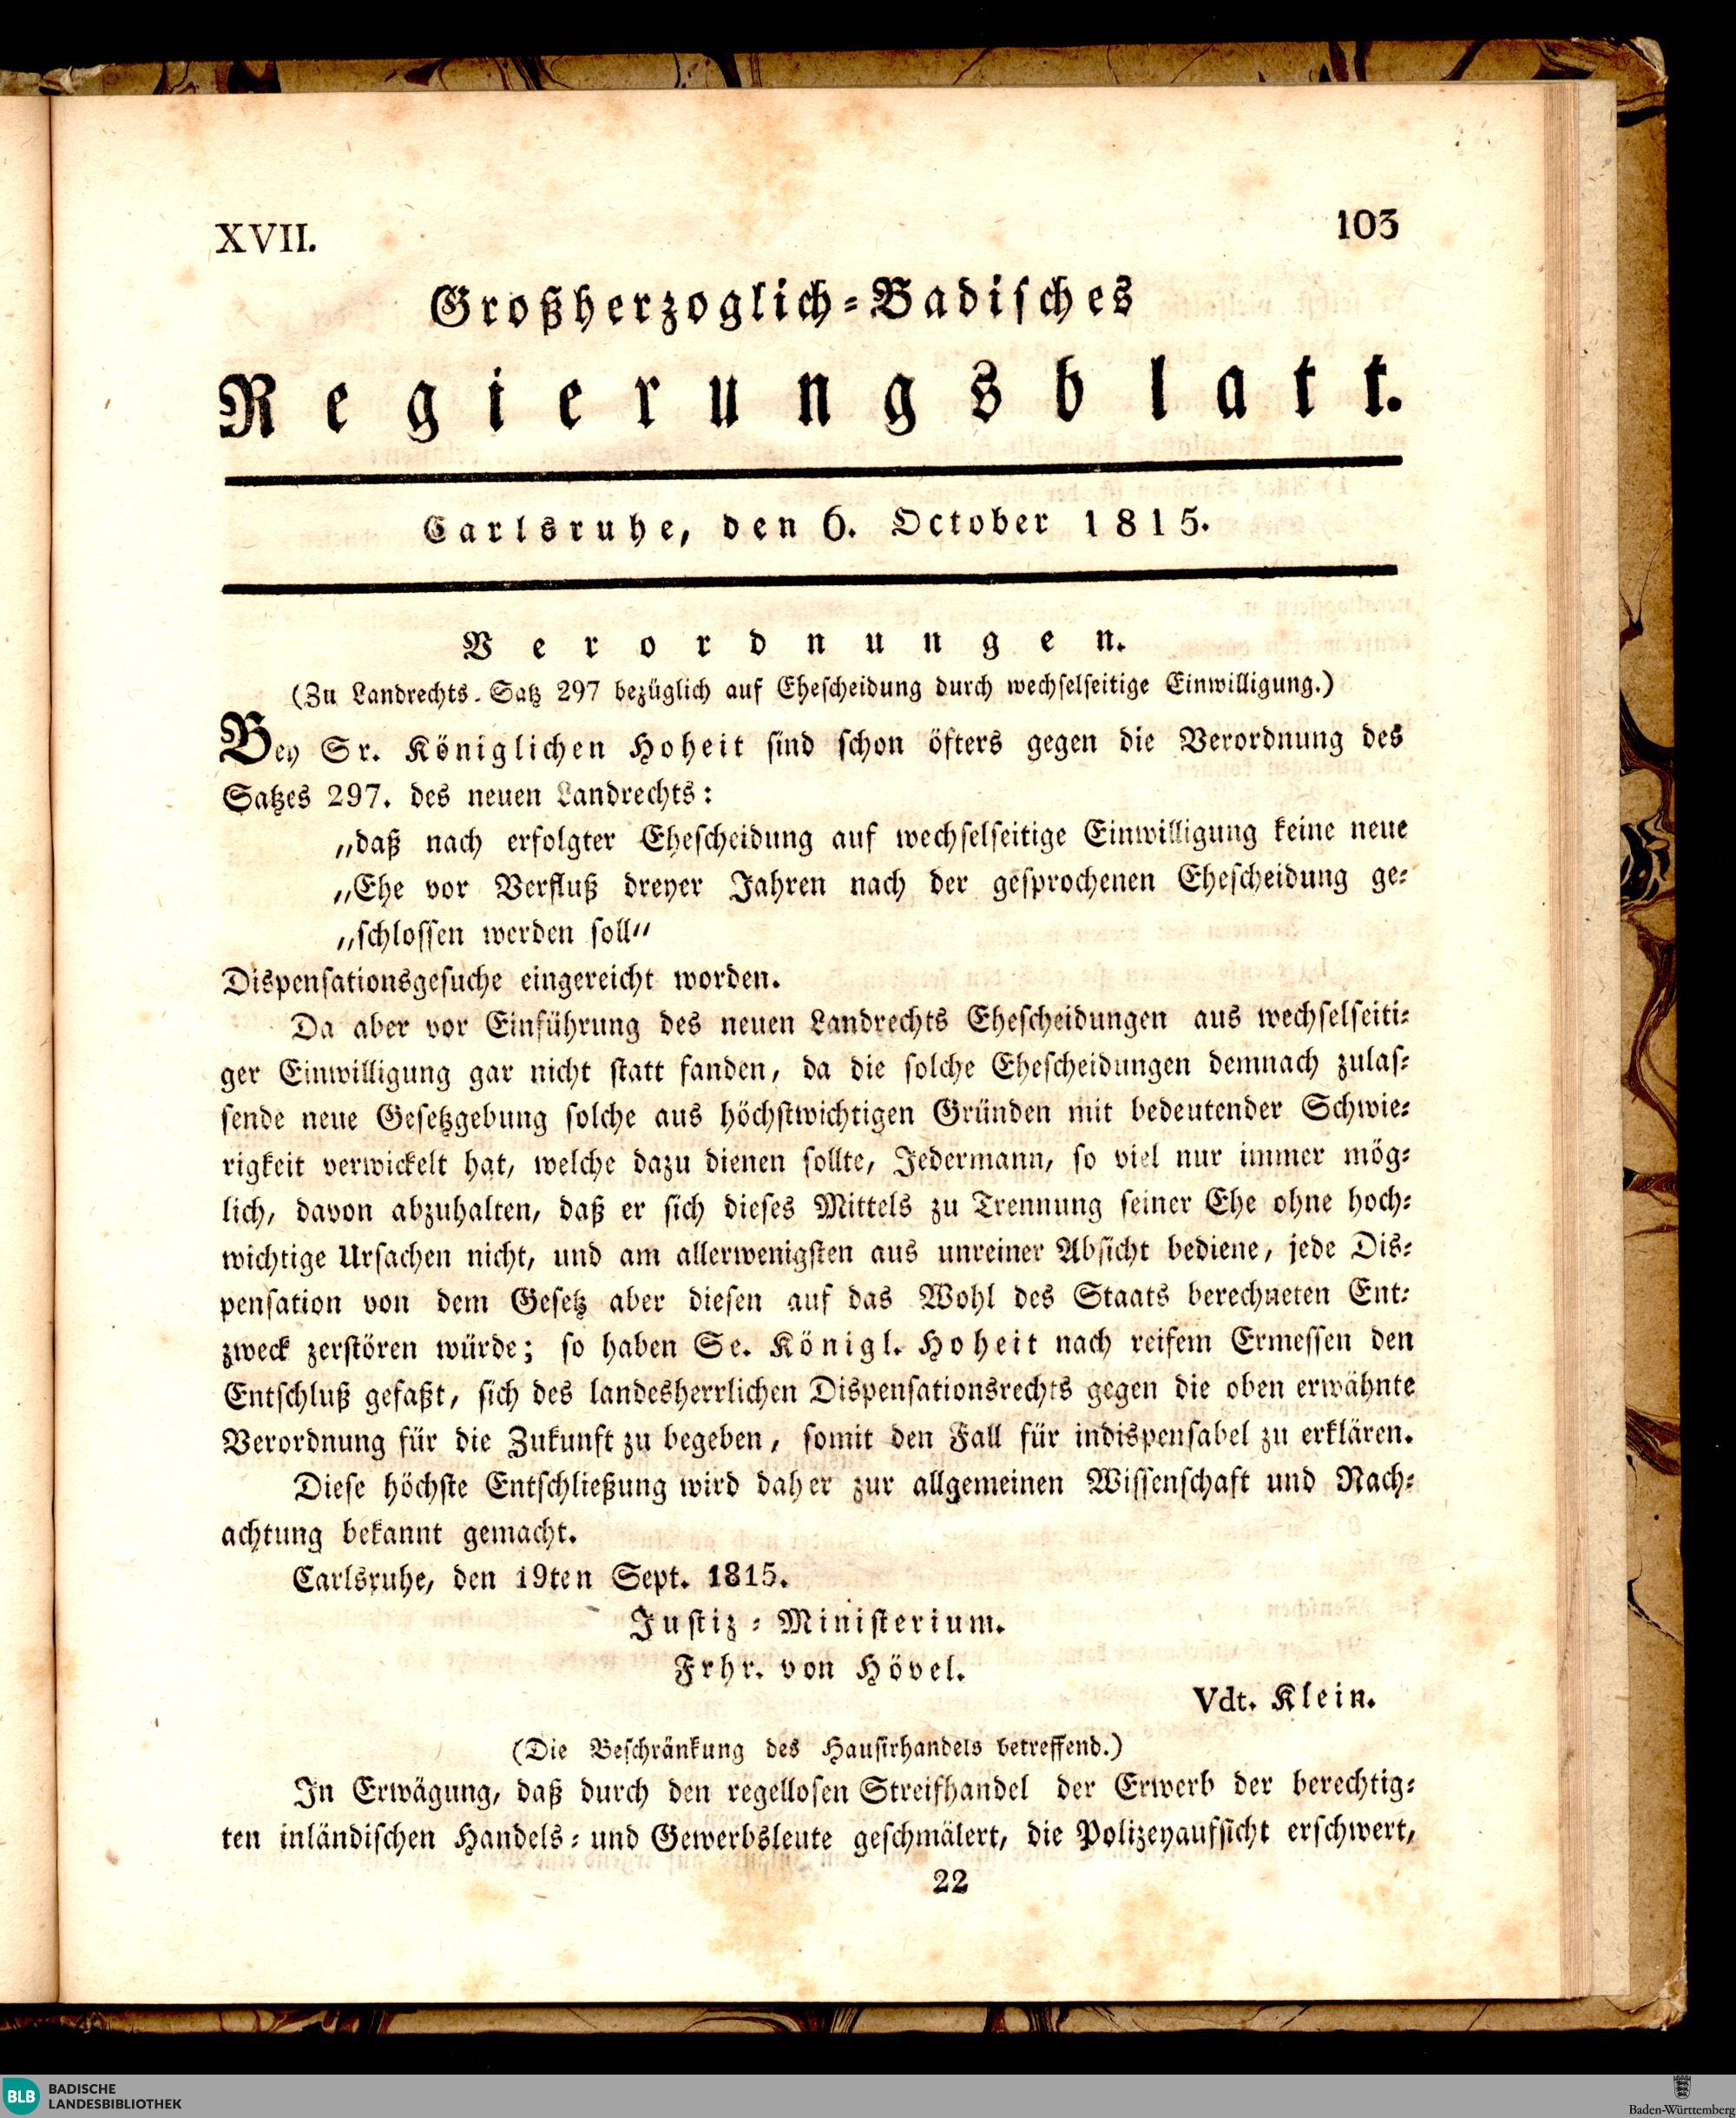 XVII.
103
Großherzoglich-Badisches
Regierungsblatt.
Carlsruhe, den 6. October 1815.
Verordnungen.
(Zu Landrechts-Satz 297 bezüglich auf Ehescheidung durch wechselseitige Einwilligung.)
Bey Sr. Königlichen Hoheit sind schon öfters gegen die Verordnung des
Satzes 297. des neuen Landrechts:
„daß nach erfolgter Ehescheidung auf wechselseitige Einwilligung keine neue
„Ehe vor Verfluß dreyer Jahren nach der gesprochenen Ehescheidung ge-
„schlossen werden soll“
Dispensationsgesuche eingereicht worden.
Da aber vor Einführung des neuen Landrechts Ehescheidungen aus wechselseiti-
ger Einwilligung gar nicht statt fanden, da die solche Ehescheidungen demnach zulas-
sende neue Gesetzgebung solche aus höchstwichtigen Gründen mit bedeutender Schwie-
rigkeit verwickelt hat, welche dazu dienen sollte, Jedermann, so viel nur immer mög-
lich, davon abzuhalten, daß er sich dieses Mittels zu Trennung seiner Ehe ohne hoch-
wichtige Ursachen nicht, und am allerwenigsten aus unreiner Absicht bediene, jede Dis-
pensation von dem Gesetz aber diesen auf das Wohl des Staats berechneten Ent-
zweck zerstören würde; so haben Se. Königl. Hoheit nach reifem Ermessen den
Entschluß gefaßt, sich des landesherrlichen Dispensationsrechts gegen die oben erwähnte
Verordnung für die Zukunft zu begeben, somit den Fall für indispensabel zu erklären.
Diese höchste Entschließung wird daher zur allgemeinen Wissenschaft und Nach-
achtung bekannt gemacht.
Carlsruhe, den 19ten Sept. 1815.
Justiz-Ministerium.
Frhr. von Hövel.
Vdt. Klein.
(Die Beschränkung des Hausirhandels betreffend.)
In Erwägung, daß durch den regellosen Streifhandel der Erwerb der berechtig-
ten inländischen Handels- und Gewerbsleute geschmälert, die Polizeyaufsicht erschwert,
22
BLB BADISCHE
LANDESBIBLIOTHEK
Baden-Württemberg